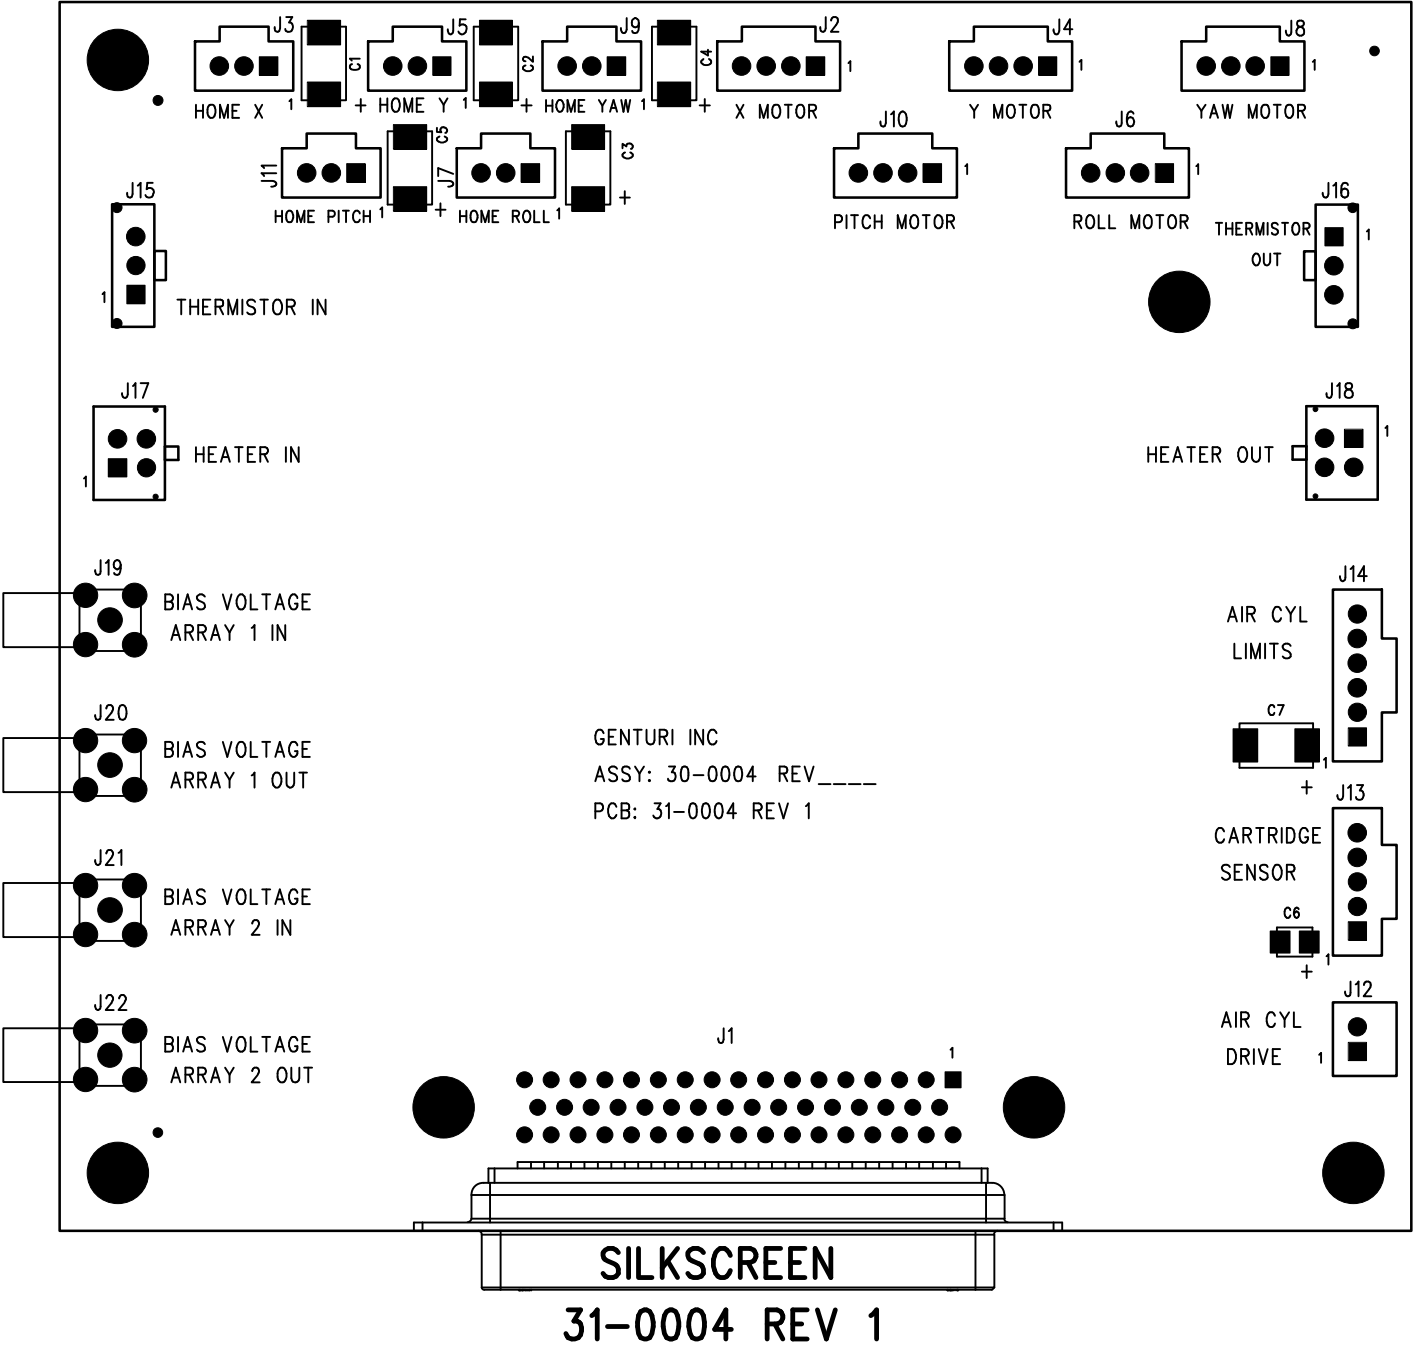 J3
C1
J5
C2
J9
C4
J2
J4
J8
1
1
1
HOME X
1
+
HOME Y
1
+
HOME YAW
1
+
X MOTOR
Y MOTOR
YAW MOTOR
J11
C5
J7
C3
J10
J6
1
1
HOME PITCH
1
+
HOME ROLL
1
+
PITCH MOTOR
ROLL MOTOR
J15
1
THERMISTOR IN
J16
THERMISTOR
OUT
1
J17
1
HEATER IN
J18
HEATER OUT
1
J19
BIAS VOLTAGE
ARRAY 1 IN
J14
AIR CYL
LIMITS
C7
1
+
J20
BIAS VOLTAGE
ARRAY 1 OUT
GENTURI INC
ASSY: 30-0004 REV____
PCB: 31-0004 REV 1
J13
CARTRIDGE
SENSOR
C6
1
+
J21
BIAS VOLTAGE
ARRAY 2 IN
J12
AIR CYL
DRIVE
1
J22
BIAS VOLTAGE
ARRAY 2 OUT
J1
1
SILKSCREEN
31-0004 REV 1